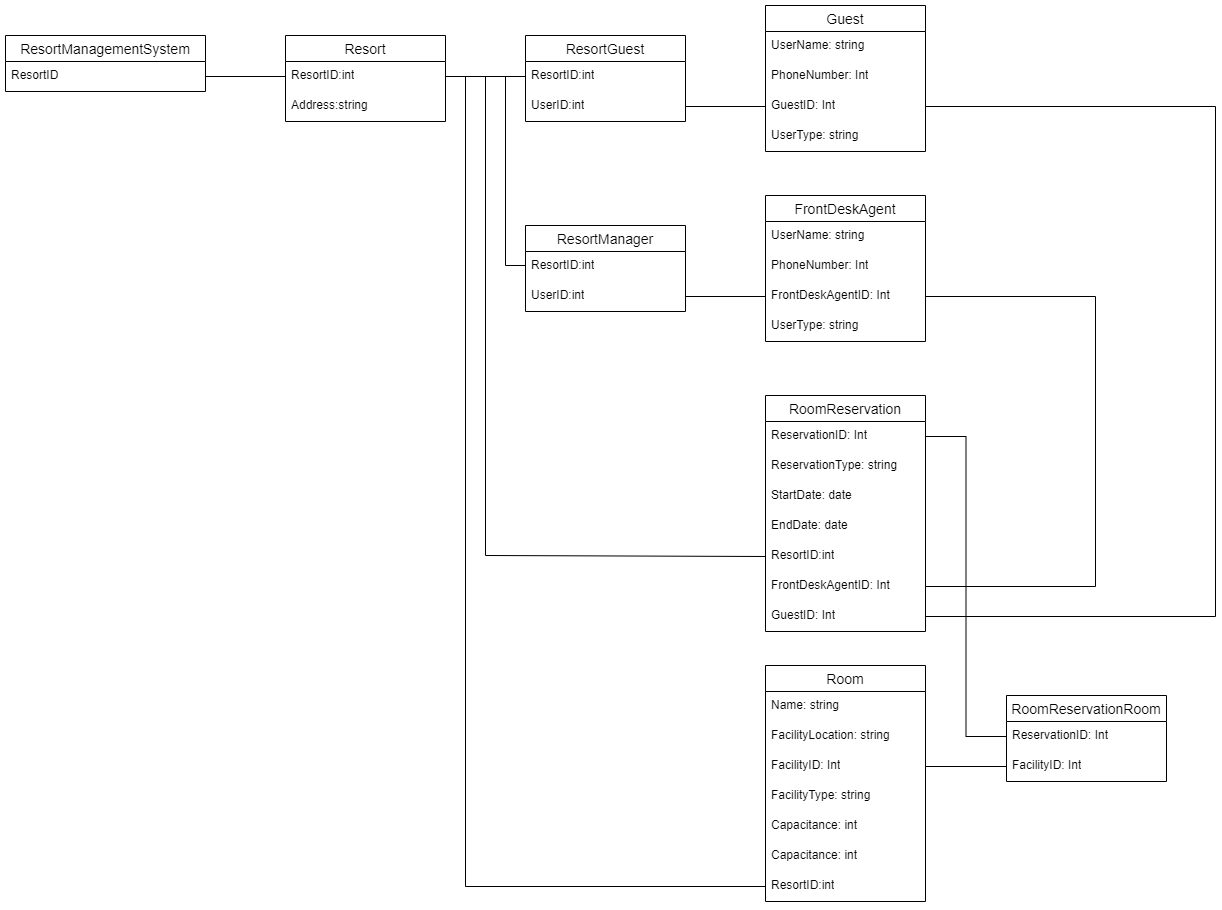 ResortManagementSystem
ResortID
Resort
ResortID:int
Address:string
ResortGuest
ResortID:int
UserID:int
Guest
UserName: string
PhoneNumber: Int
GuestID: Int
UserType: string
ResortManager
ResortID:int
UserID:int
FrontDeskAgent
UserName: string
PhoneNumber: Int
FrontDeskAgentID: Int
UserType: string
RoomReservation
ReservationID: Int
ReservationType: string
StartDate: date
EndDate: date
ResortID:int
FrontDeskAgentID: Int
GuestID: Int
Room
Name: string
FacilityLocation: string
FacilityID: Int
FacilityType: string
Capacitance: int
Capacitance: int
ResortID:int
RoomReservationRoom
ReservationID: Int
FacilityID: Int